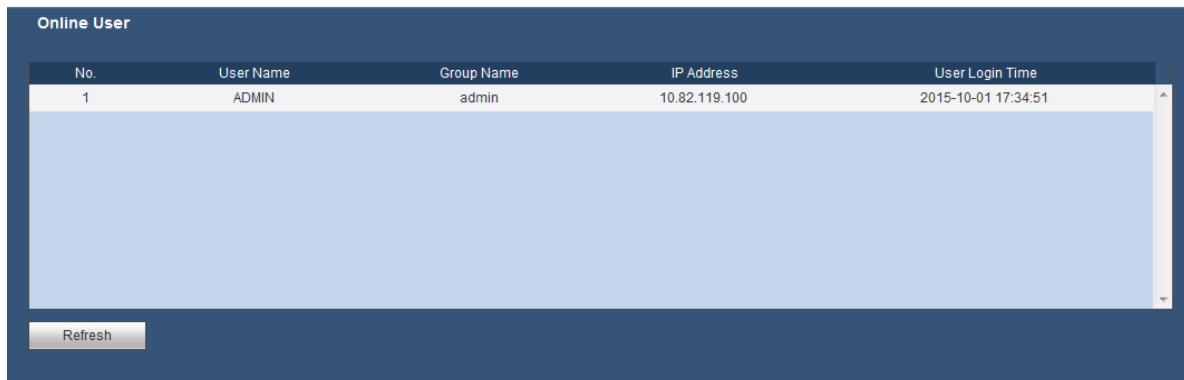 Online User
No. User Name Group Name IP Address User Login Time
1 ADMIN admin 10.82.119.100 2015-10-01 17:34:51
Refresh